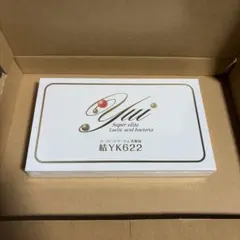 Yui
Super elite
Lactic acid bacteria
結YK622